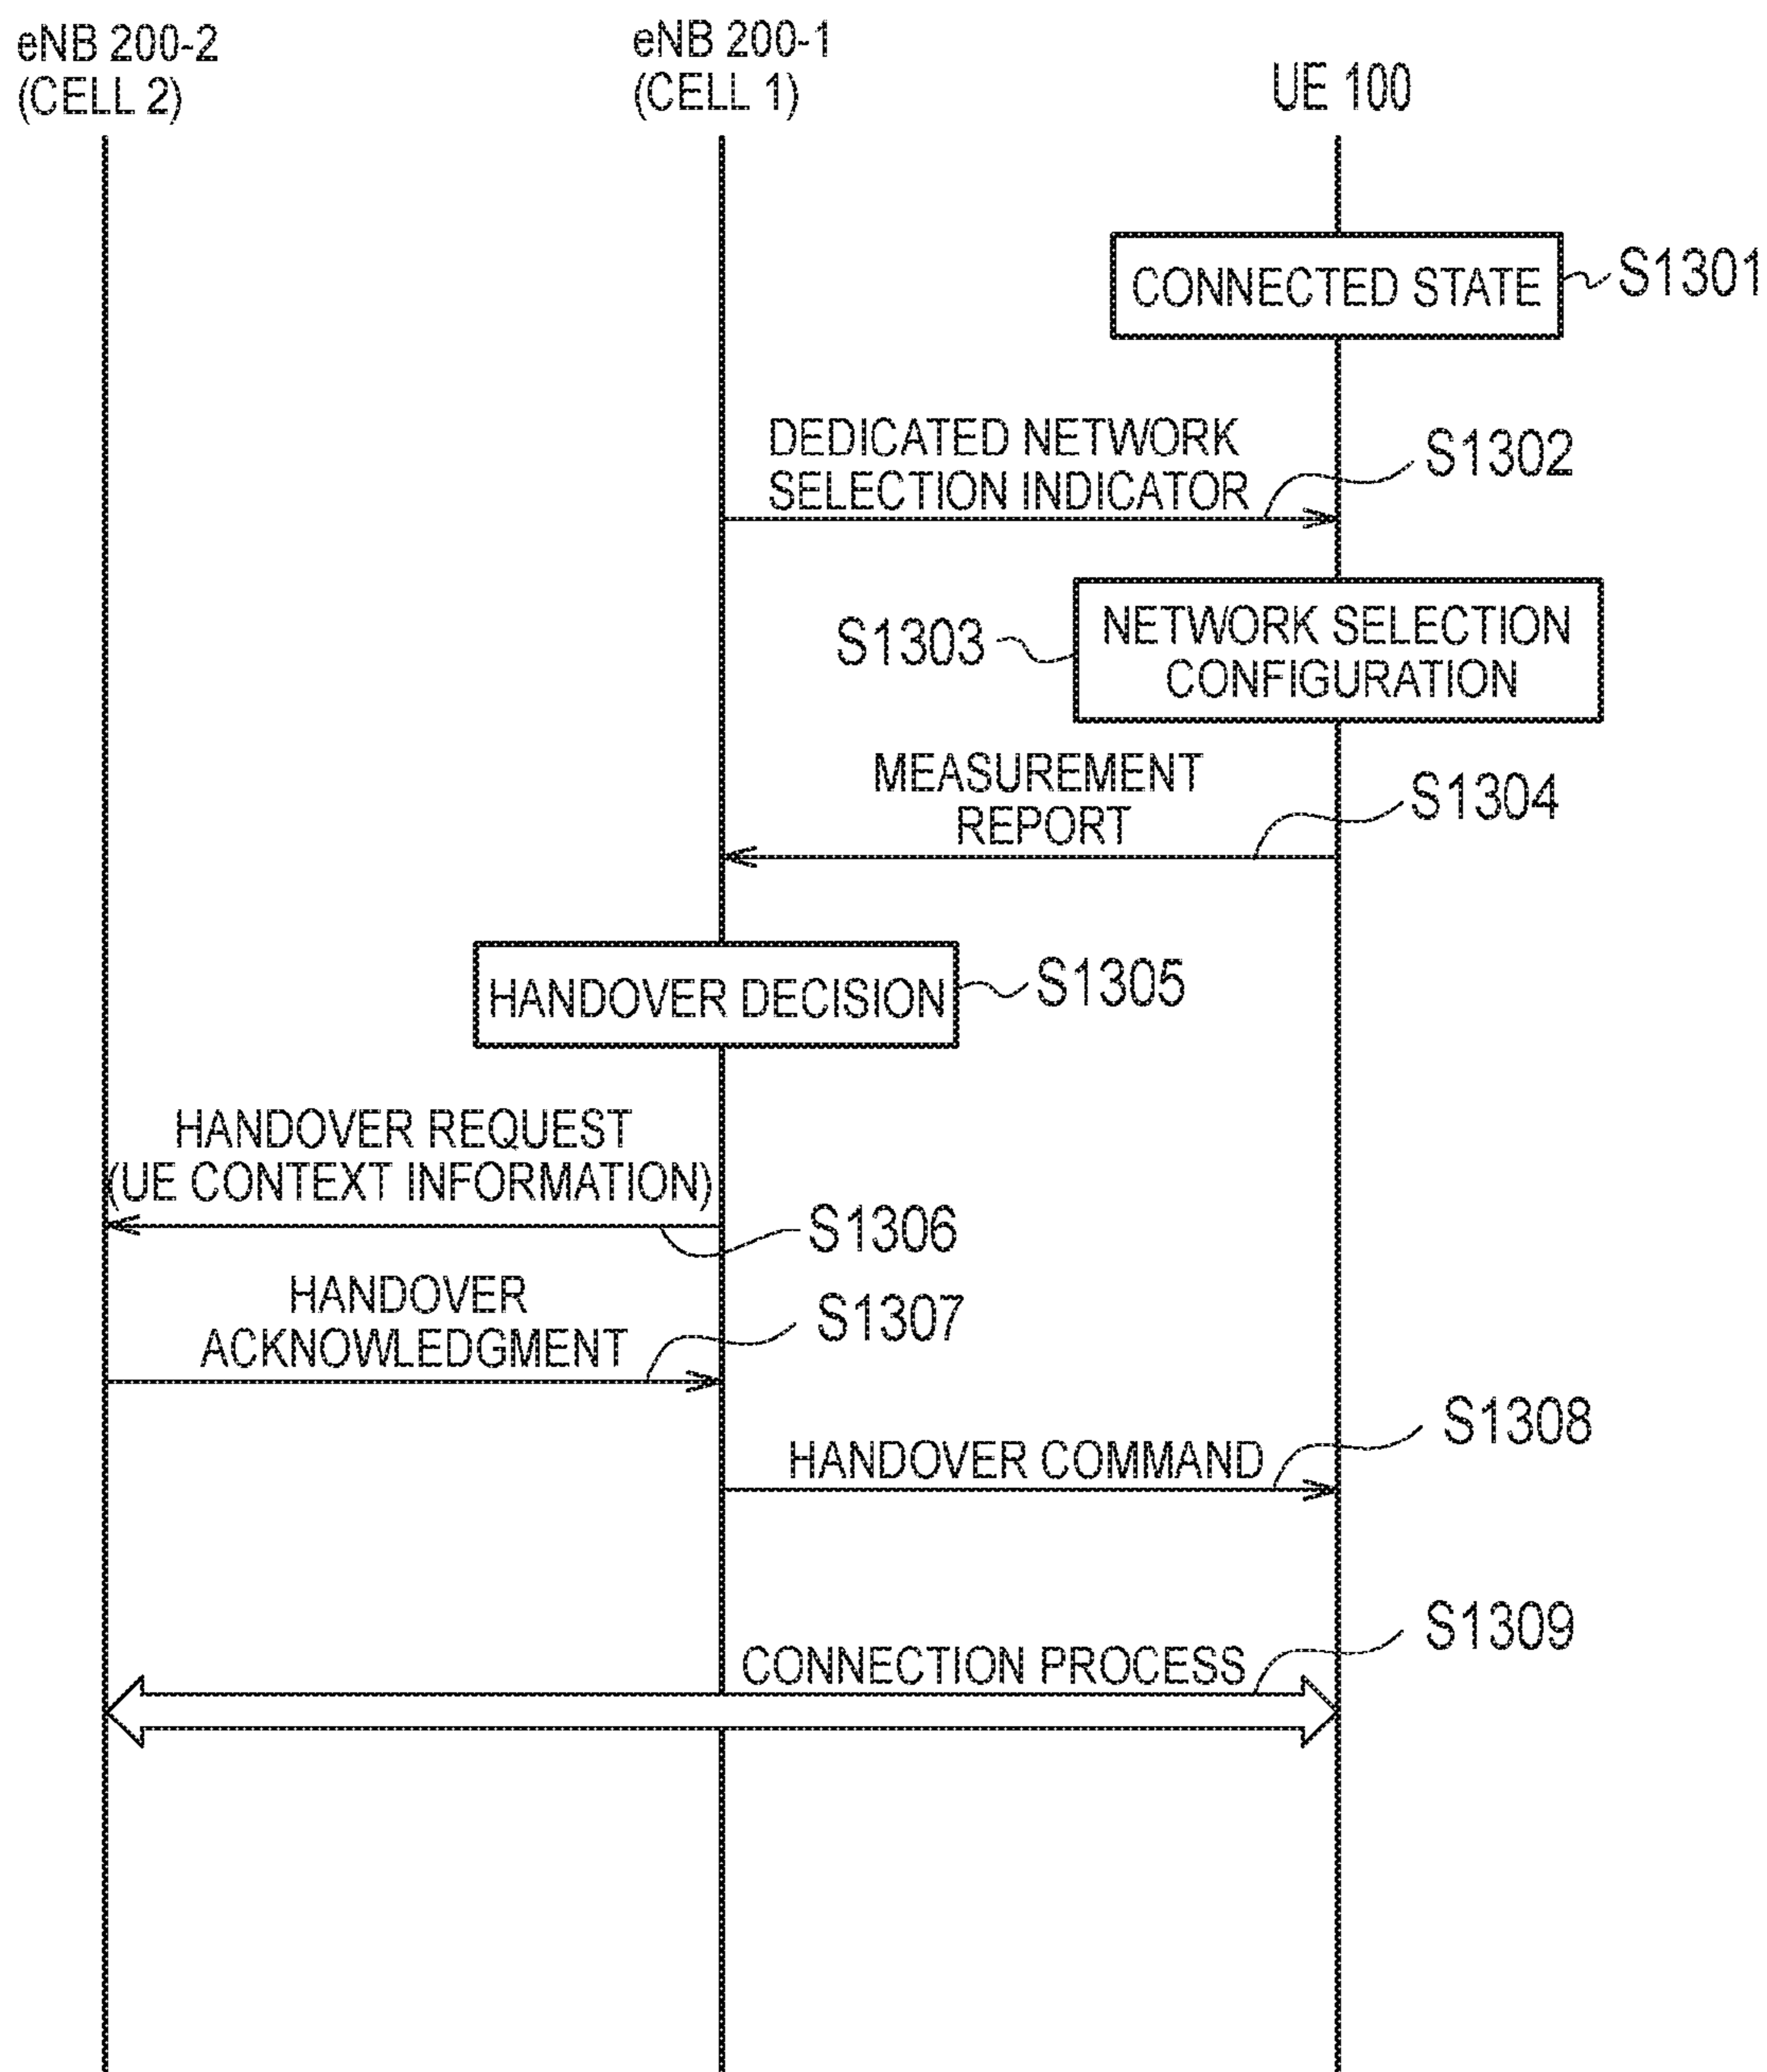 eNB 200-2
(CELL 2)
eNB 200-1
(CELL 1)
UE 100
CONNECTED STATE
S1301
DEDICATED NETWORK
SELECTION INDICATOR
S1302
S1303
NETWORK SELECTION
CONFIGURATION
MEASUREMENT
REPORT
S1304
HANDOVER DECISION
S1305
HANDOVER REQUEST
(UE CONTEXT INFORMATION)
S1306
HANDOVER
ACKNOWLEDGMENT
S1307
HANDOVER COMMAND
S1308
CONNECTION PROCESS
S1309